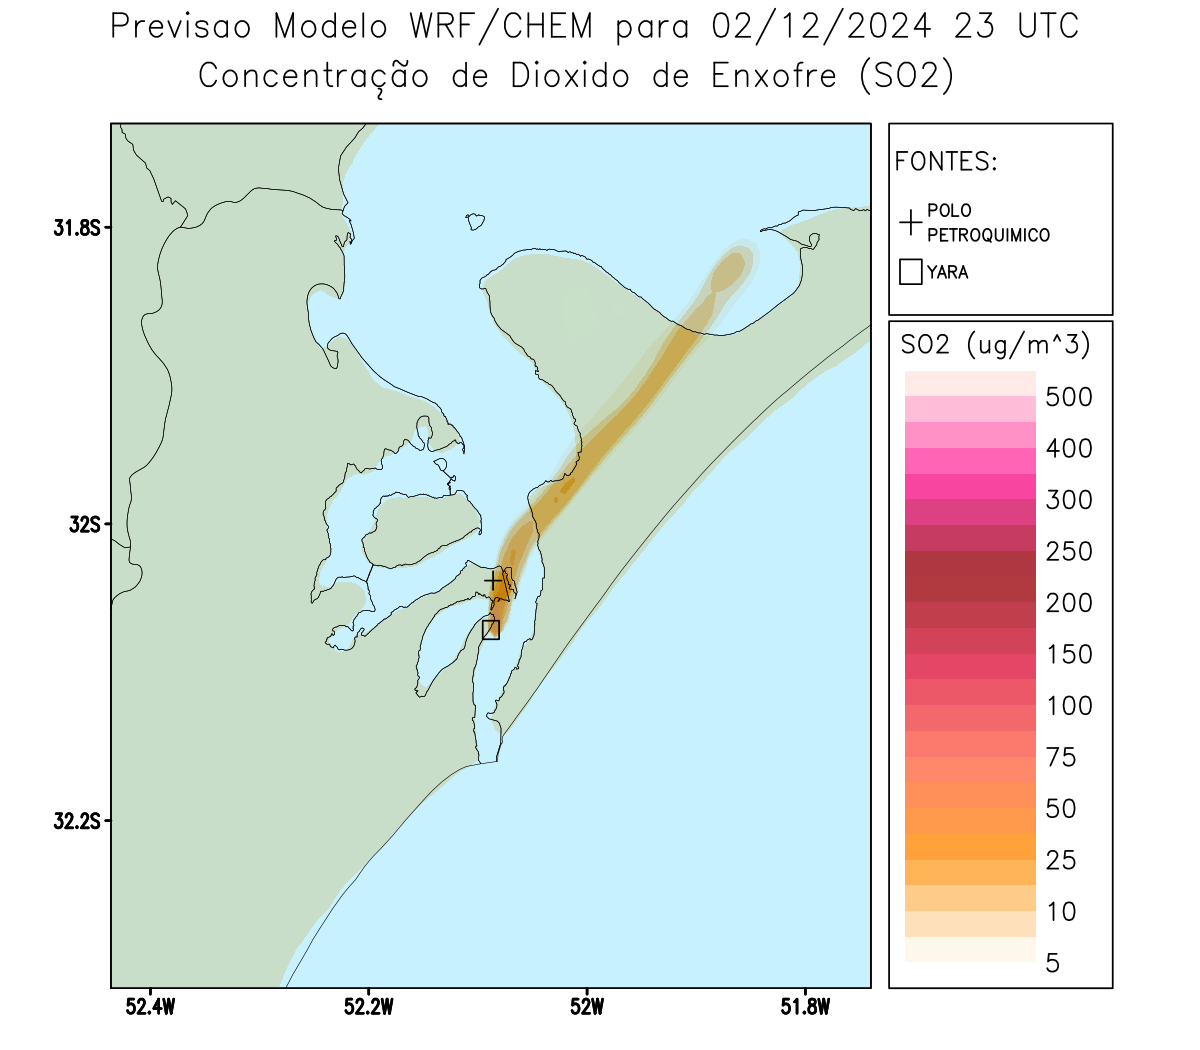 Previsao Modelo WRF/CHEM para 02/12/2024 23 UTC
Concentração de Dioxido de Enxofre (SO2)
FONTES:
POLO
PETROQUIMICO
YARA
SO2 (ug/m^3)
500
400
300
250
200
150
100
75
50
25
10
5
31.8S
32S
32.2S
52.4W
52.2W
52W
51.8W